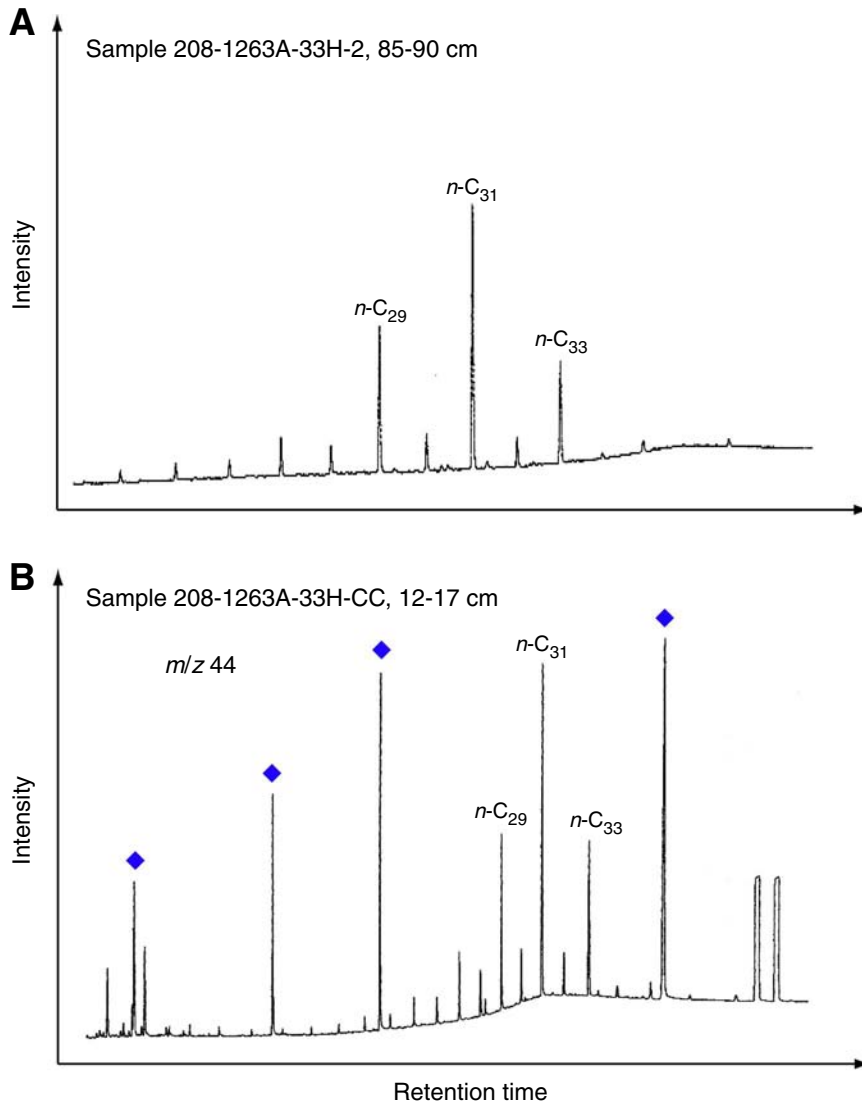 A
Sample 208-1263A-33H-2, 85-90 cm
n-C31
n-C29
n-C33
Intensity
B
Sample 208-1263A-33H-CC, 12-17 cm
m/z 44
n-C31
n-C29
n-C33
Intensity
Retention time